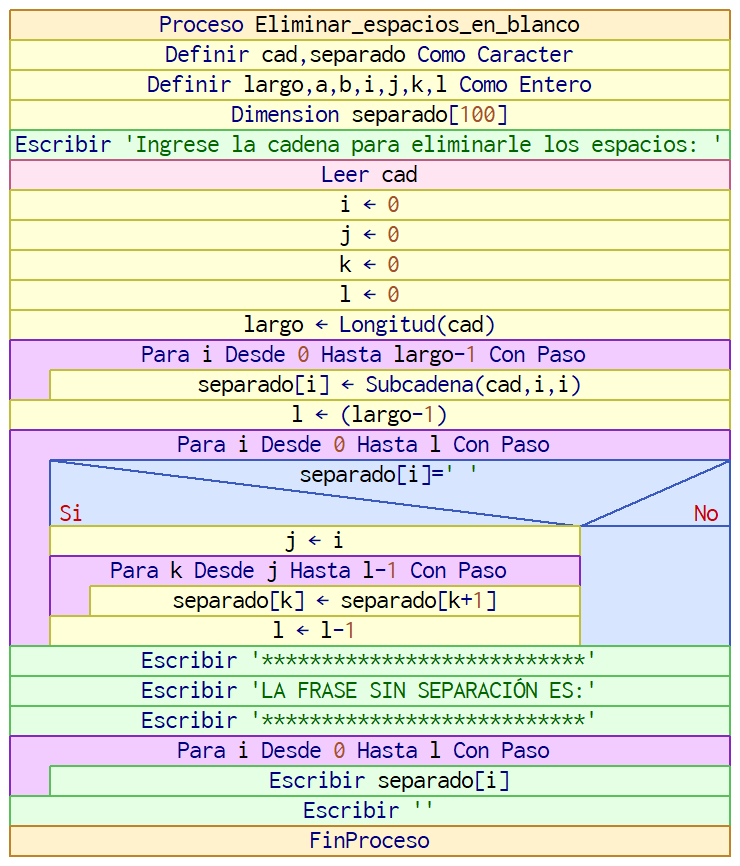 Proceso Eliminar_espacios_en_blanco
Definir cad,separado Como Caracter
Definir largo,a,b,i,j,k,l Como Entero
Dimension separado[100]
Escribir 'Ingrese la cadena para eliminarle los espacios: '
Leer cad
i ← 0
j ← 0
k ← 0
l ← 0
largo ← Longitud(cad)
Para i Desde 0 Hasta largo-1 Con Paso
separado[i] ← Subcadena(cad,i,i)
l ← (largo-1)
Para i Desde 0 Hasta l Con Paso
separado[i]=' '
Si No
j ← i
Para k Desde j Hasta l-1 Con Paso
separado[k] ← separado[k+1]
l ← l-1
Escribir '***************************'
Escribir 'LA FRASE SIN SEPARACIÓN ES:'
Escribir '***************************'
Para i Desde 0 Hasta l Con Paso
Escribir separado[i]
Escribir ''
FinProceso